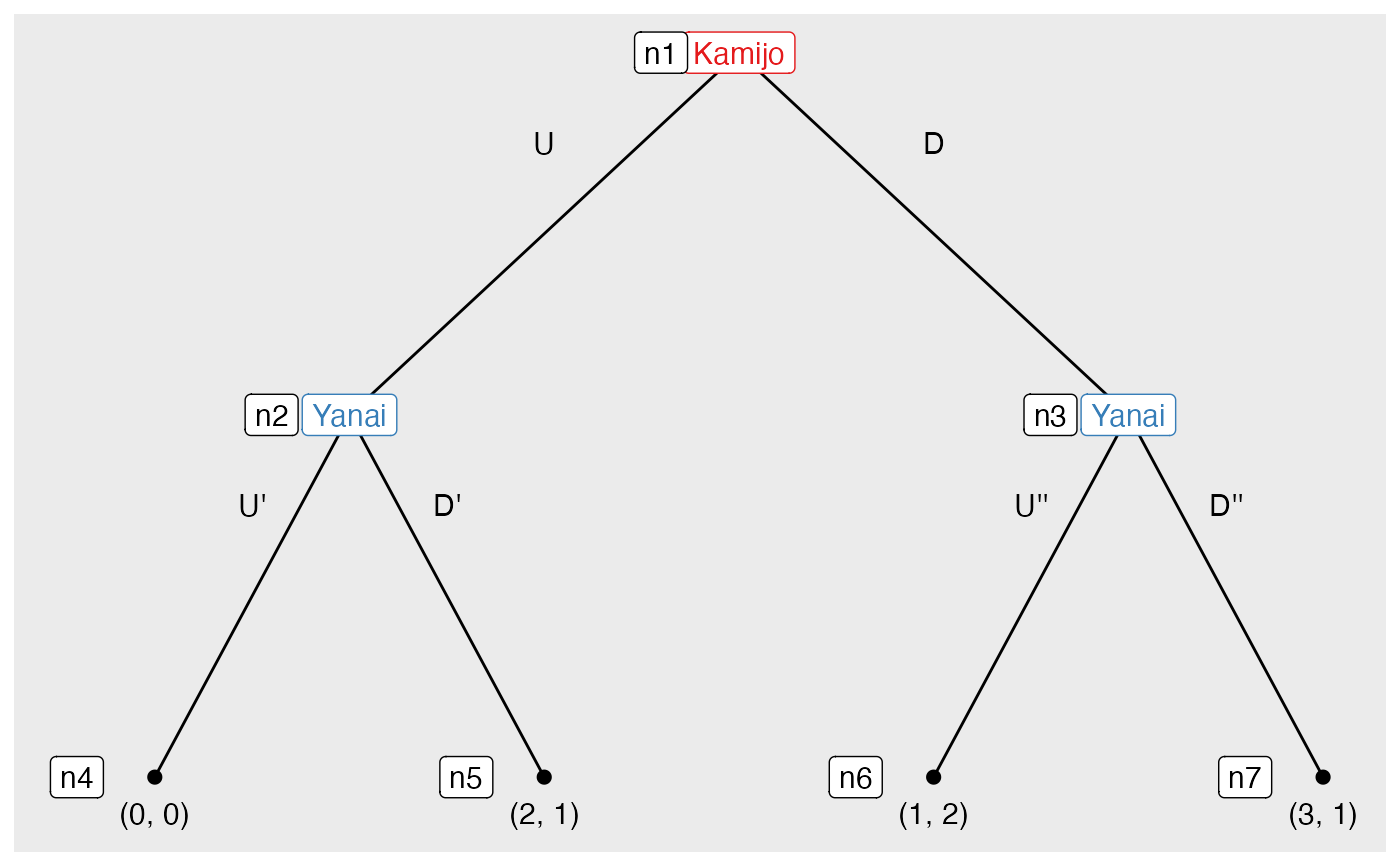 n1 Kamijo
U D
n2 Yanai n3 Yanai
U' D' U" D"
n4 n5 n6 n7
(0, 0) (2, 1) (1, 2) (3, 1)